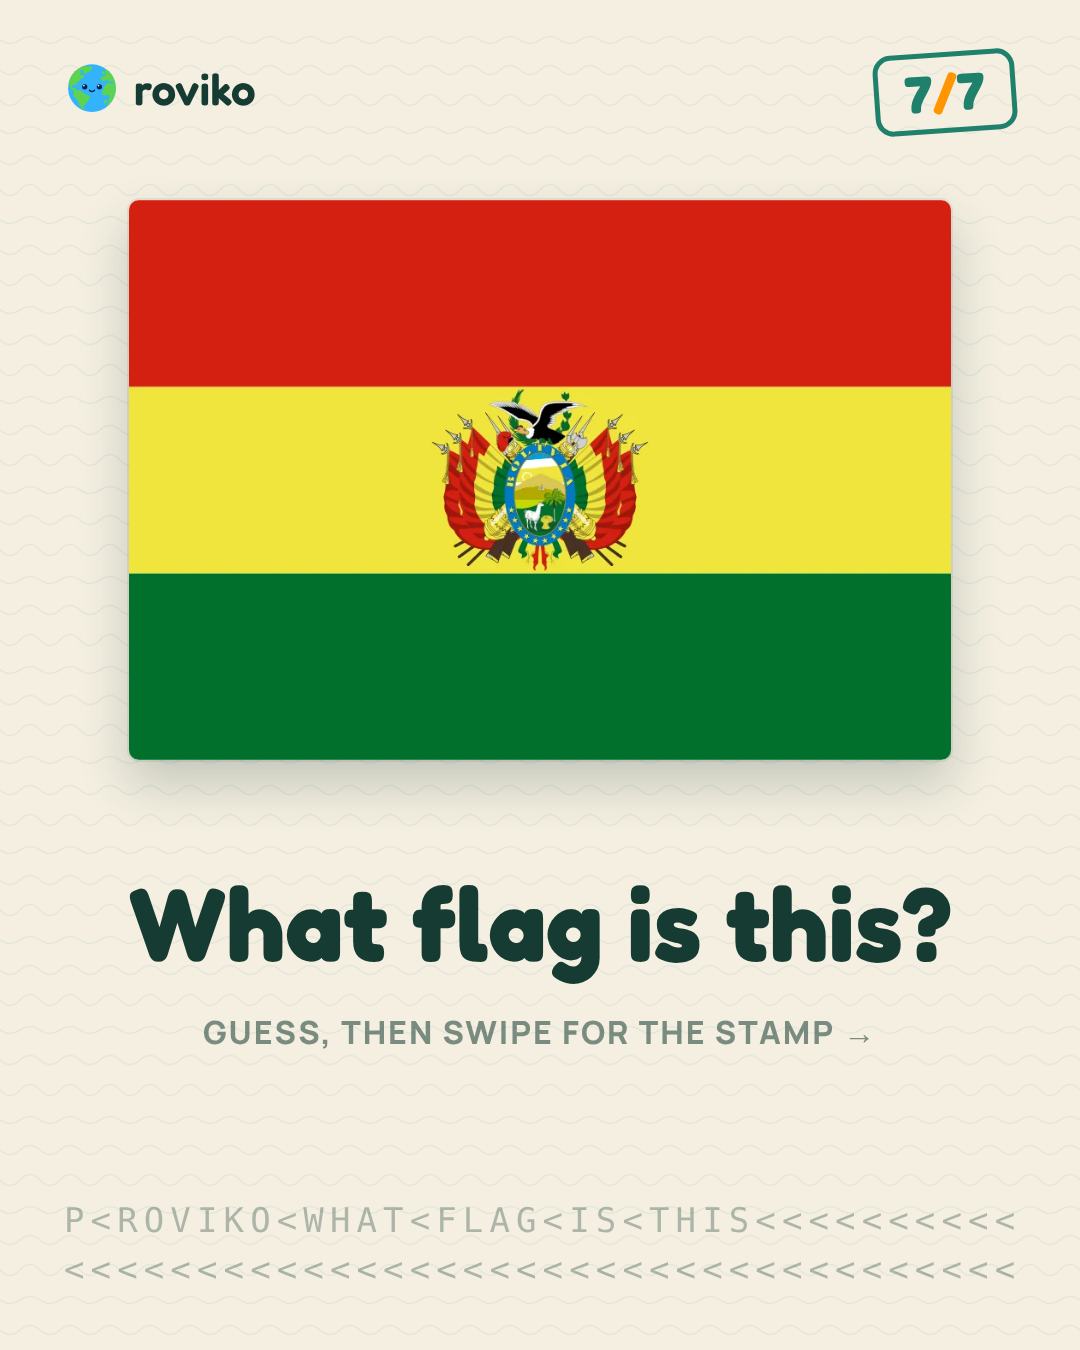 roviko
7/7
What flag is this?
GUESS, THEN SWIPE FOR THE STAMP →
P<ROVIKO<WHAT<FLAG<IS<THIS<<<<<<<<<<
<<<<<<<<<<<<<<<<<<<<<<<<<<<<<<<<<<<<